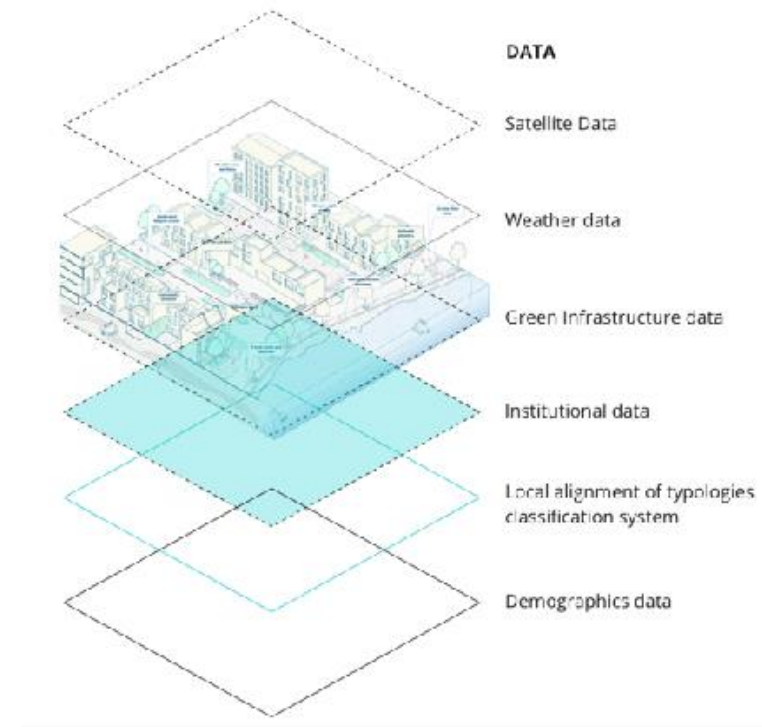 DATA
Satellite Data
Weather data
Green Infrastructure data
Institutional data
Local alignment of typologies
classification system
Demographics data